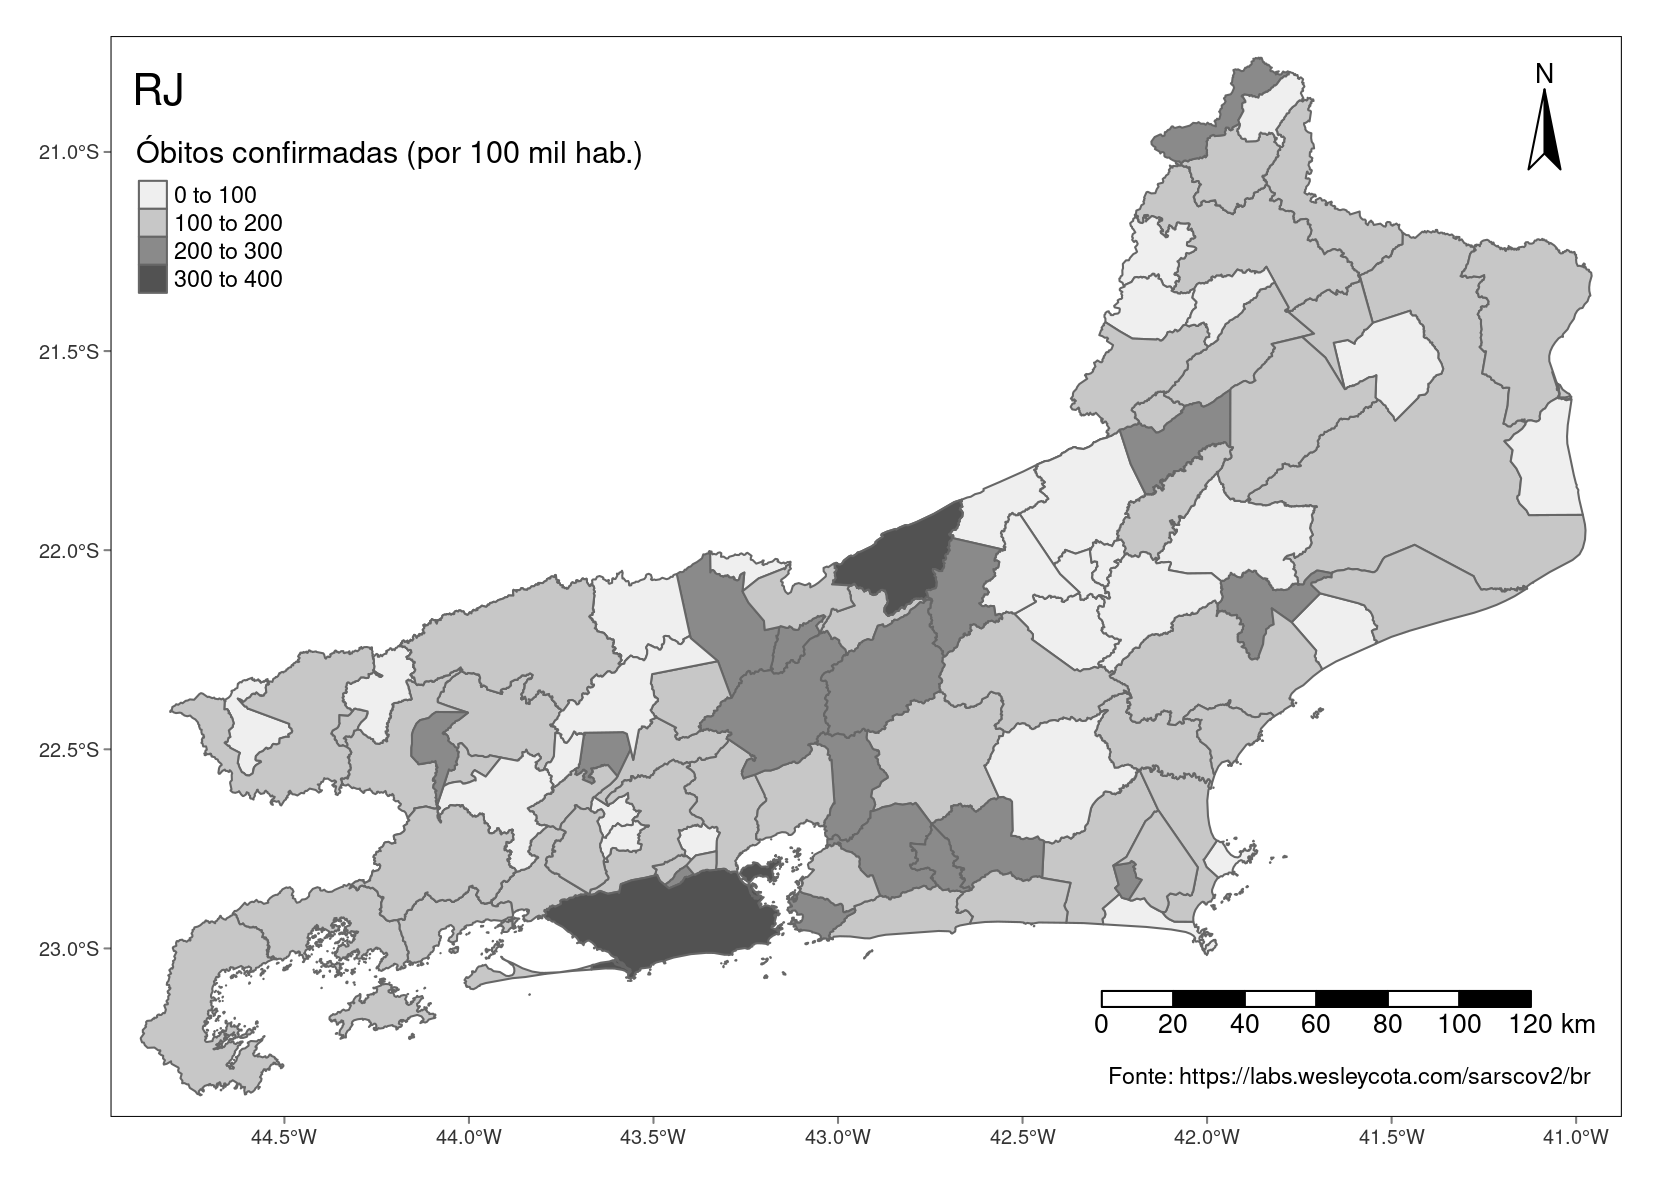 RJ
N
Óbitos confirmadas (por 100 mil hab.)
0 to 100
100 to 200
200 to 300
300 to 400
21.0°S
21.5°S
22.0°S
22.5°S
23.0°S
0 20 40 60 80 100 120 km
Fonte: https://labs.wesleycota.com/sarscov2/br
44.5°W 44.0°W 43.5°W 43.0°W 42.5°W 42.0°W 41.5°W 41.0°W